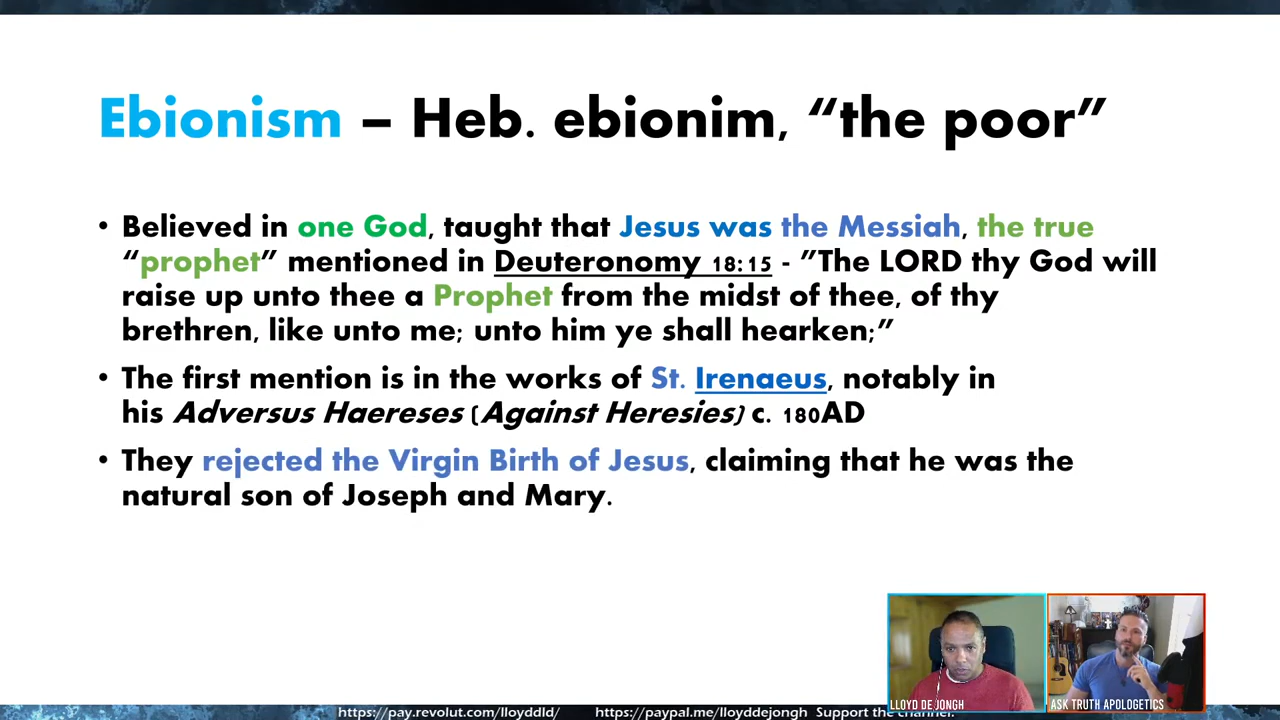 Ebionism – Heb. ebionim, “the poor”
• Believed in one God, taught that Jesus was the Messiah, the true
“prophet” mentioned in Deuteronomy 18:15 - ”The LORD thy God will
raise up unto thee a Prophet from the midst of thee, of thy
brethren, like unto me; unto him ye shall hearken;”
• The first mention is in the works of St. Irenaeus, notably in
his Adversus Haereses (Against Heresies) c. 180AD
• They rejected the Virgin Birth of Jesus, claiming that he was the
natural son of Joseph and Mary.
LLOYD DE JONGH
ASK TRUTH APOLOGETICS
https://pay.revolut.com/lloyddld/ https://paypal.me/lloyddejongh Support the channel.